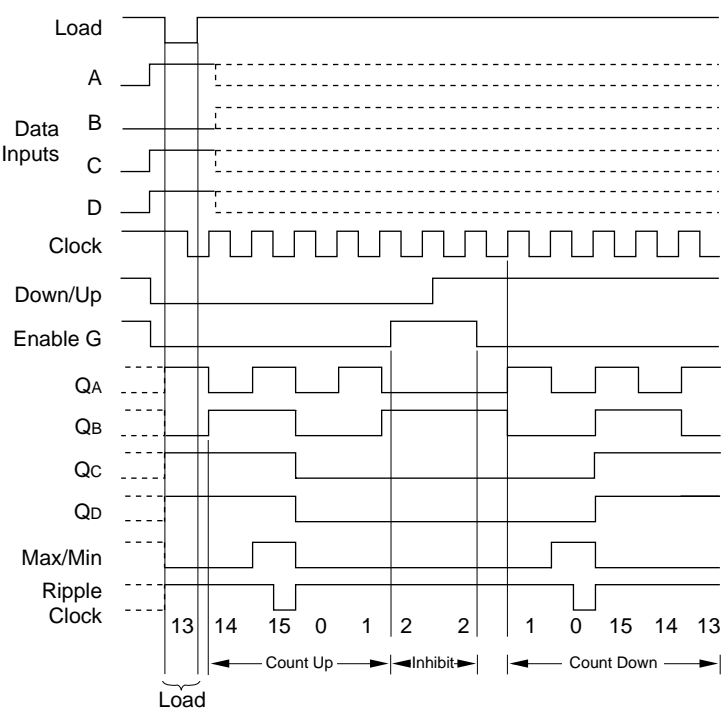 Load
A
B
Data
Inputs
C
D
Clock
Down/Up
Enable G
QA
QB
QC
QD
Max/Min
Ripple
Clock
13 14 15 0 1 2 2 1 0 15 14 13
Count Up Inhibit Count Down
Load